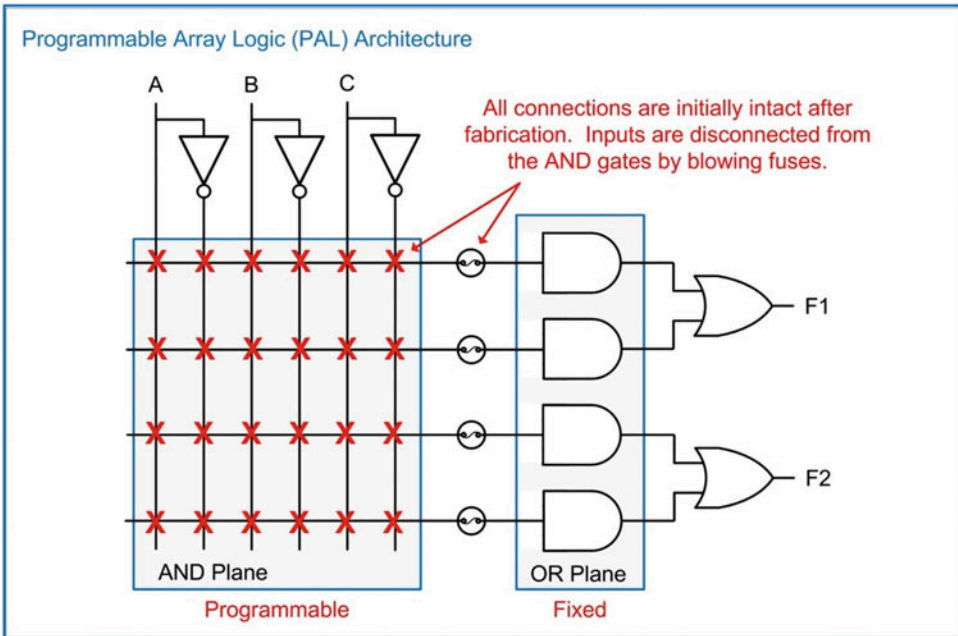 Programmable Array Logic (PAL) Architecture
A B C
All connections are initially intact after
fabrication. Inputs are disconnected from
the AND gates by blowing fuses.
X X X X X X
F1
X X X X X X
X X X X X X
F2
X X X X X X
AND Plane OR Plane
Programmable Fixed